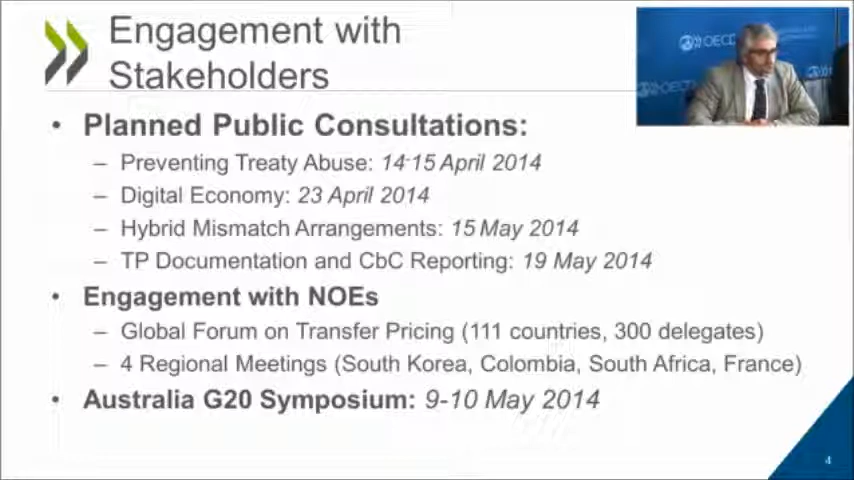 Engagement with
Stakeholders
OECD
OECD
• Planned Public Consultations:
– Preventing Treaty Abuse: 14-15 April 2014
– Digital Economy: 23 April 2014
– Hybrid Mismatch Arrangements: 15 May 2014
– TP Documentation and CbC Reporting: 19 May 2014
• Engagement with NOEs
– Global Forum on Transfer Pricing (111 countries, 300 delegates)
– 4 Regional Meetings (South Korea, Colombia, South Africa, France)
• Australia G20 Symposium: 9-10 May 2014
4